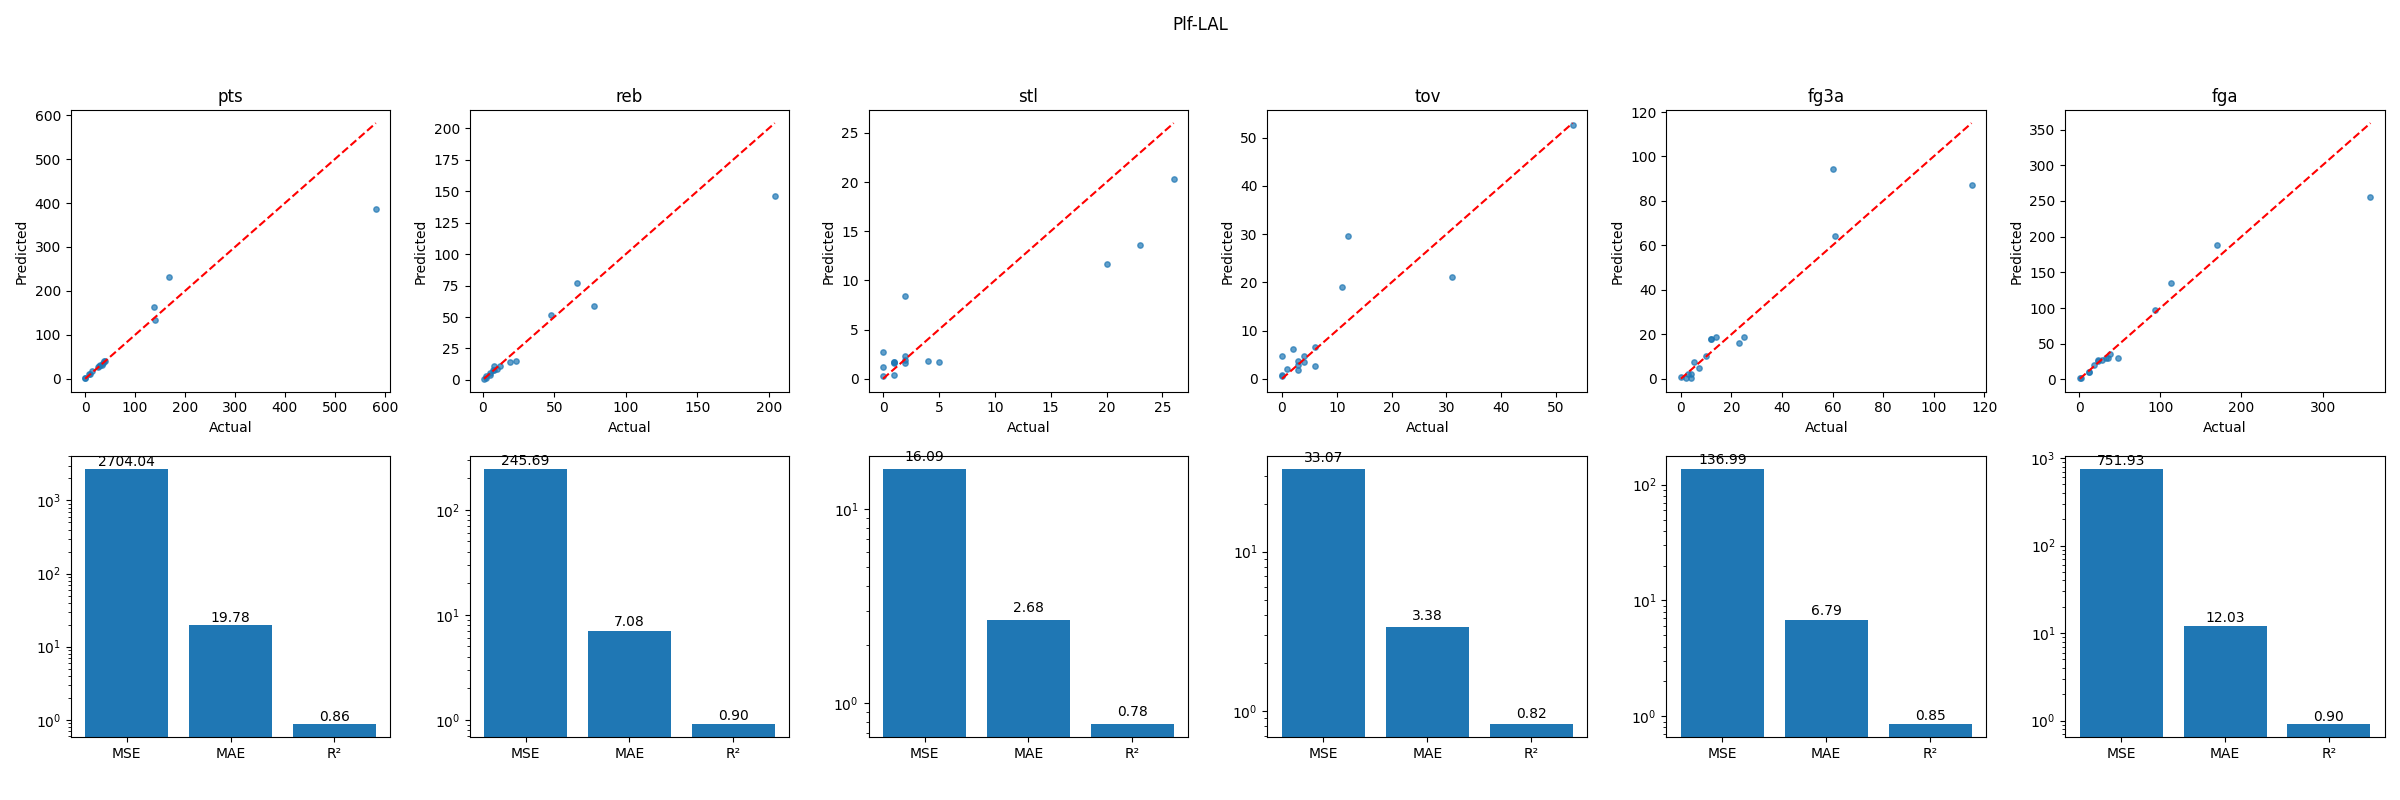 Plf-LAL
pts
600
500
400
300
200
100
0
Predicted
0 100 200 300 400 500 600
Actual
reb
200
175
150
125
100
75
50
25
0
Predicted
0 50 100 150 200
Actual
stl
25
20
15
10
5
0
Predicted
0 5 10 15 20 25
Actual
tov
50
40
30
20
10
0
Predicted
0 10 20 30 40 50
Actual
fg3a
120
100
80
60
40
20
0
Predicted
0 20 40 60 80 100 120
Actual
fga
350
300
250
200
150
100
50
0
Predicted
0 100 200 300
Actual
10³
10²
10¹
10⁰
2704.04
19.78
0.86
MSE MAE R²
10²
10¹
10⁰
245.69
7.08
0.90
MSE MAE R²
10¹
10⁰
16.09
2.68
0.78
MSE MAE R²
10¹
10⁰
33.07
3.38
0.82
MSE MAE R²
10²
10¹
10⁰
136.99
6.79
0.85
MSE MAE R²
10³
10²
10¹
10⁰
751.93
12.03
0.90
MSE MAE R²